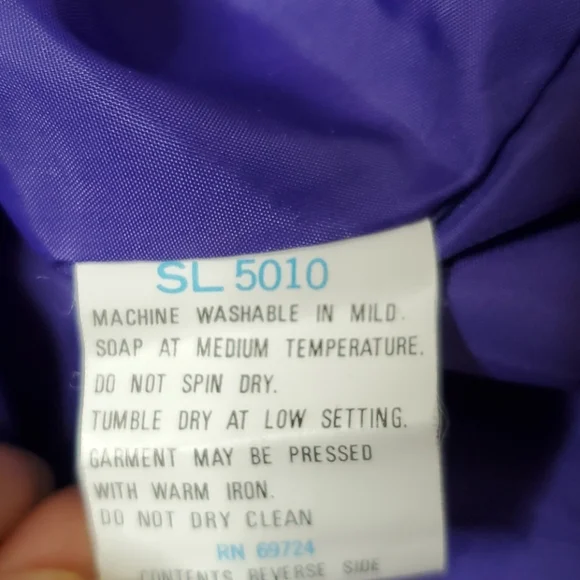 SL 5010
MACHINE WASHABLE IN MILD.
SOAP AT MEDIUM TEMPERATURE.
DO NOT SPIN DRY.
TUMBLE DRY AT LOW SETTING.
GARMENT MAY BE PRESSED
WITH WARM IRON.
DO NOT DRY CLEAN
RN 69724
CONTENTS REVERSE SIDE